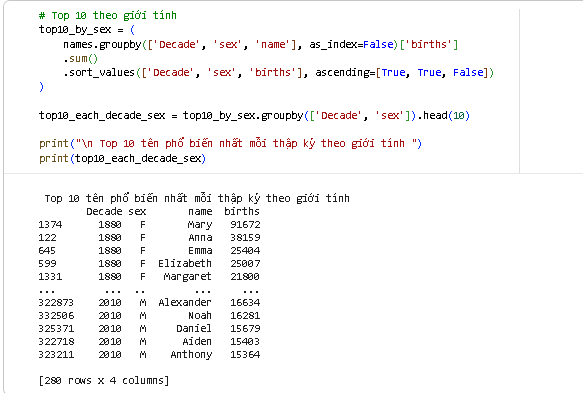 # Top 10 theo giới tính
top10_by_sex = (
    names.groupby(['Decade', 'sex', 'name'], as_index=False)['births']
    .sum()
    .sort_values(['Decade', 'sex', 'births'], ascending=[True, True, False])
)
top10_each_decade_sex = top10_by_sex.groupby(['Decade', 'sex']).head(10)
print("\n Top 10 tên phổ biến nhất mỗi thập kỷ theo giới tính ")
print(top10_each_decade_sex)
 Top 10 tên phổ biến nhất mỗi thập kỷ theo giới tính
        Decade sex       name  births
1374      1880   F       Mary   91672
122       1880   F       Anna   38159
645       1880   F       Emma   25404
599       1880   F  Elizabeth   25007
1331      1880   F   Margaret   21800
...        ...  ..        ...     ...
322873    2010   M  Alexander   16634
332506    2010   M       Noah   16281
325371    2010   M     Daniel   15679
322718    2010   M      Aiden   15403
323211    2010   M    Anthony   15364
[280 rows x 4 columns]